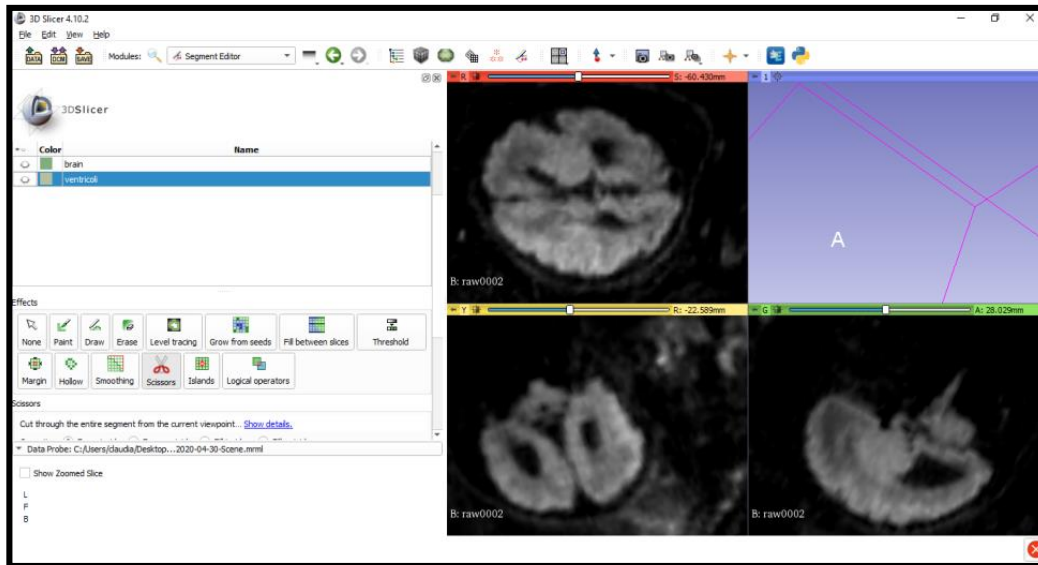 3D Slicer 4.10.2
File Edit View Help
DATA DCM SAVE Modules: Segment Editor
3DSlicer
Color Name
brain
ventricoli
Effects
None Paint Draw Erase Level tracing Grow from seeds Fill between slices Threshold
Margin Hollow Smoothing Scissors Islands Logical operators
Scissors
Cut through the entire segment from the current viewpoint... Show details.
Data Probe: C:/Users/claudia/Desktop...2020-04-30-Scene.mrml
Show Zoomed Slice
L
F
B
R S: -60.430mm
B: raw0002
1
A
Y R: -22.589mm
B: raw0002
G A: 28.029mm
B: raw0002